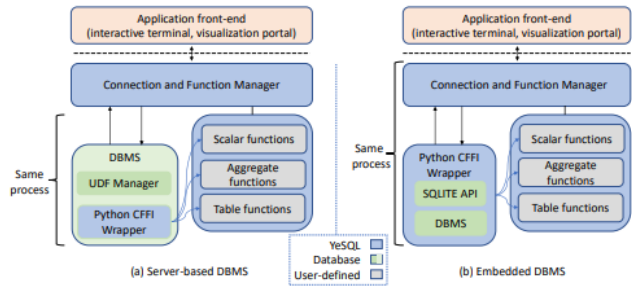 Application front-end
(interactive terminal, visualization portal)
Connection and Function Manager
Same
process
DBMS
UDF Manager
Python CFFI
Wrapper
Scalar functions
Aggregate
functions
Table functions
(a) Server-based DBMS
YeSQL
Database
User-defined
Application front-end
(interactive terminal, visualization portal)
Connection and Function Manager
Same
process
Python CFFI
Wrapper
SQLITE API
DBMS
Scalar functions
Aggregate
functions
Table functions
(b) Embedded DBMS